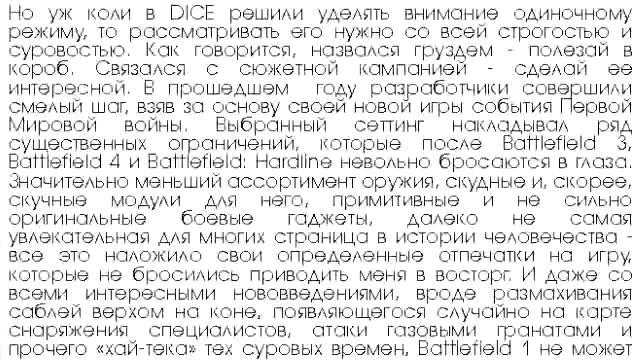 Но уж коли в DICE решили уделять внимание одиночному
режиму, то рассматривать его нужно со всей строгостью и
суровостью. Как говорится, назвался груздем - полезай в
короб. Связался с сюжетной кампанией - сделай ее
интересной. В прошедшем году разработчики совершили
смелый шаг, взяв за основу своей новой игры события Первой
Мировой войны. Выбранный сеттинг накладывал ряд
существенных ограничений, которые после Battlefield 3,
Battlefield 4 и Battlefield: Hardline невольно бросаются в глаза.
Значительно меньший ассортимент оружия, скудные и, скорее,
скучные модули для него, примитивные и не сильно
оригинальные боевые гаджеты, далеко не самая
увлекательная для многих страница в истории человечества -
все это наложило свои определенные отпечатки на игру,
которые не бросились приводить меня в восторг. И даже со
всеми интересными нововведениями, вроде размахивания
саблей верхом на коне, появляющегося случайно на карте
снаряжения специалистов, атаки газовыми гранатами и
прочего «хай-тека» тех суровых времен, Battlefield 1 не может